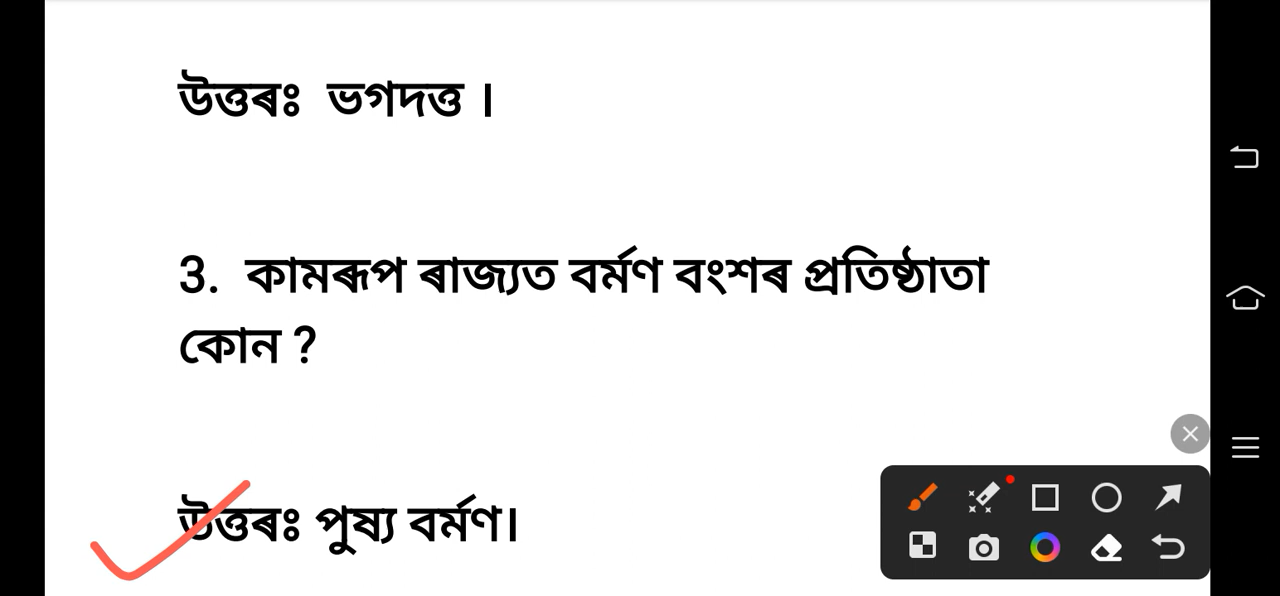 উত্তৰঃ ভগদত্ত ।
3. কামৰূপ ৰাজ্যত বৰ্মণ বংশৰ প্ৰতিষ্ঠাতা
কোন ?
উত্তৰঃ পুষ্য বৰ্মণ।